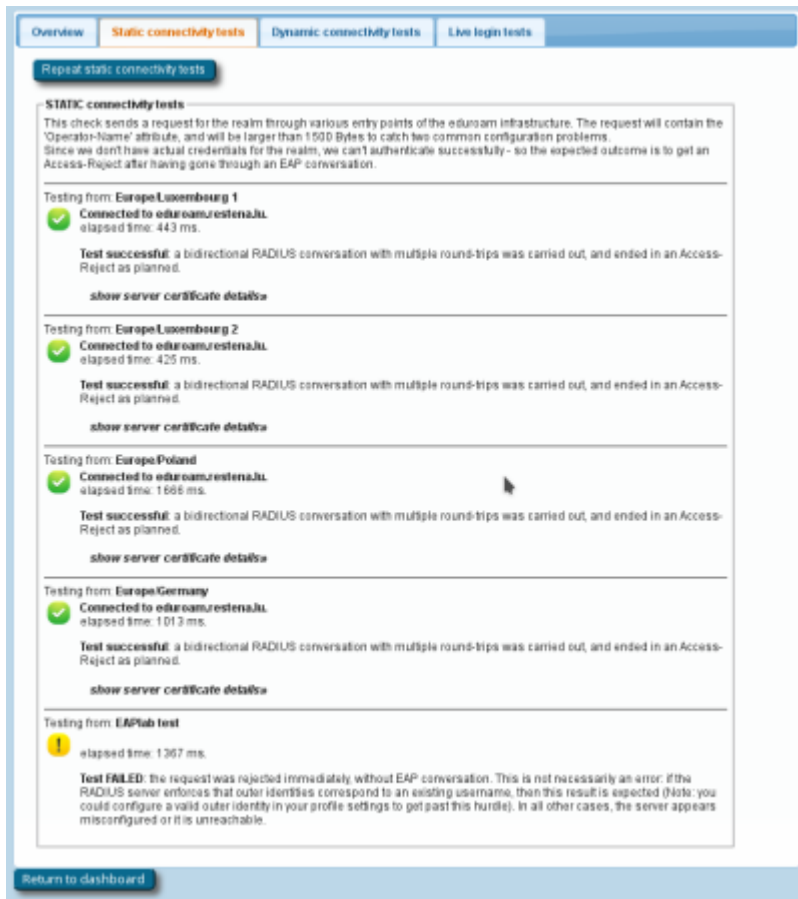 Overview
Static connectivity tests
Dynamic connectivity tests
Live login tests
Repeat static connectivity tests
STATIC connectivity tests
This check sends a request for the realm through various entry points of the eduroam infrastructure. The request will contain the
'Operator-Name' attribute, and will be larger than 1500 Bytes to catch two common configuration problems.
Since we don't have actual credentials for the realm, we can't authenticate successfully - so the expected outcome is to get an
Access-Reject after having gone through an EAP conversation.
Testing from: Europe/Luxembourg 1
Connected to eduroam.restena.lu.
elapsed time: 443 ms.
Test successful: a bidirectional RADIUS conversation with multiple round-trips was carried out, and ended in an Access-
Reject as planned.
show server certificate details»
Testing from: Europe/Luxembourg 2
Connected to eduroam.restena.lu.
elapsed time: 425 ms.
Test successful: a bidirectional RADIUS conversation with multiple round-trips was carried out, and ended in an Access-
Reject as planned.
show server certificate details»
Testing from: Europe/Poland
Connected to eduroam.restena.lu.
elapsed time: 1666 ms.
Test successful: a bidirectional RADIUS conversation with multiple round-trips was carried out, and ended in an Access-
Reject as planned.
show server certificate details»
Testing from: Europe/Germany
Connected to eduroam.restena.lu.
elapsed time: 1013 ms.
Test successful: a bidirectional RADIUS conversation with multiple round-trips was carried out, and ended in an Access-
Reject as planned.
show server certificate details»
Testing from: EAPlab test
elapsed time: 1367 ms.
Test FAILED: the request was rejected immediately, without EAP conversation. This is not necessarily an error: if the
RADIUS server enforces that outer identities correspond to an existing username, then this result is expected (Note: you
could configure a valid outer identity in your profile settings to get past this hurdle). In all other cases, the server appears
misconfigured or it is unreachable.
Return to dashboard